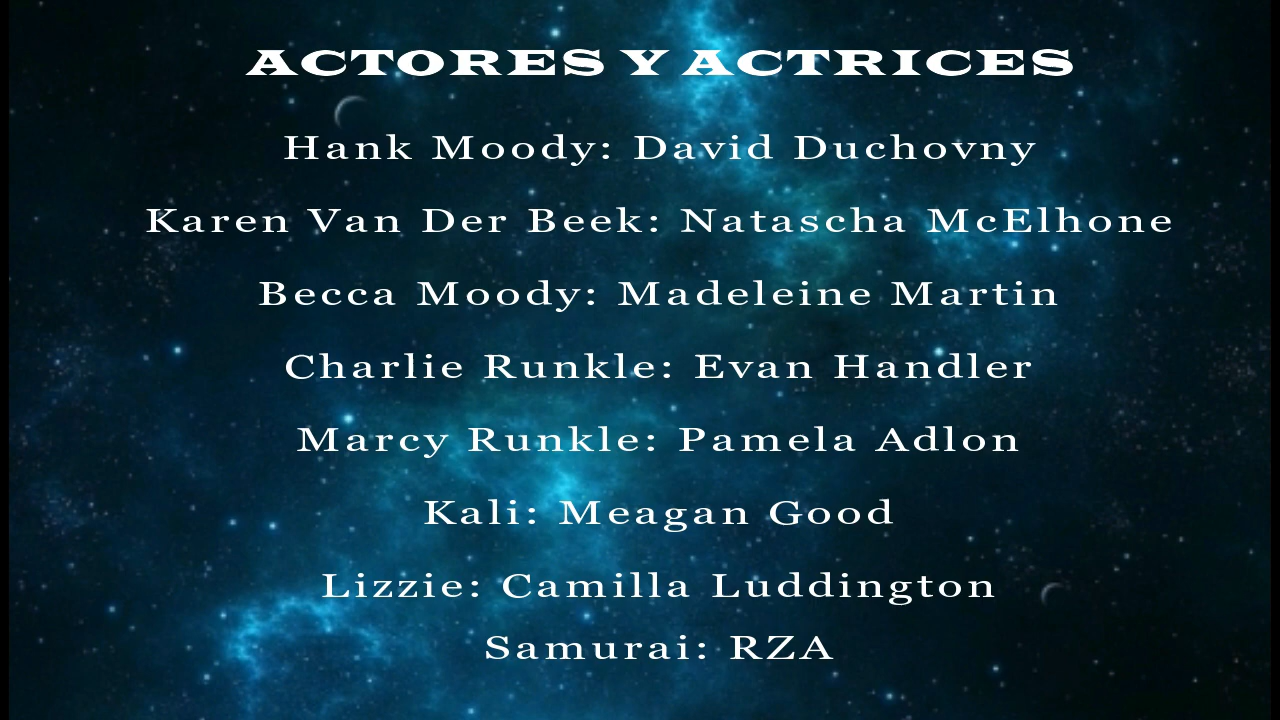 ACTORES Y ACTRICES
Hank Moody: David Duchovny
Karen Van Der Beek: Natascha McElhone
Becca Moody: Madeleine Martin
Charlie Runkle: Evan Handler
Marcy Runkle: Pamela Adlon
Kali: Meagan Good
Lizzie: Camilla Luddington
Samurai: RZA